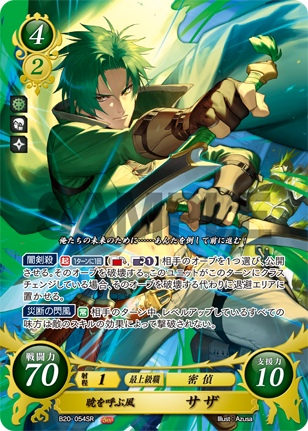 4
2
俺たちの未来のために……あんたを倒して前に進む!
闇剣殺 起 1ターンに1回 [ 、 1] 相手のオーブを1つ選び、公開
させる。そのオーブを破壊する。このユニットがこのターンにクラス
チェンジしている場合、そのオーブを破壊する代わりに退避エリアに
置かせる。
災断の閃風 常 相手のターン中、レベルアップしているすべての
味方は敵のスキルの効果によって撃破されない。
戦闘力
70
射程 1 最上級職 密偵
支援力
10
暁を呼ぶ風 サザ
B20-054SR
Illust: Azusa